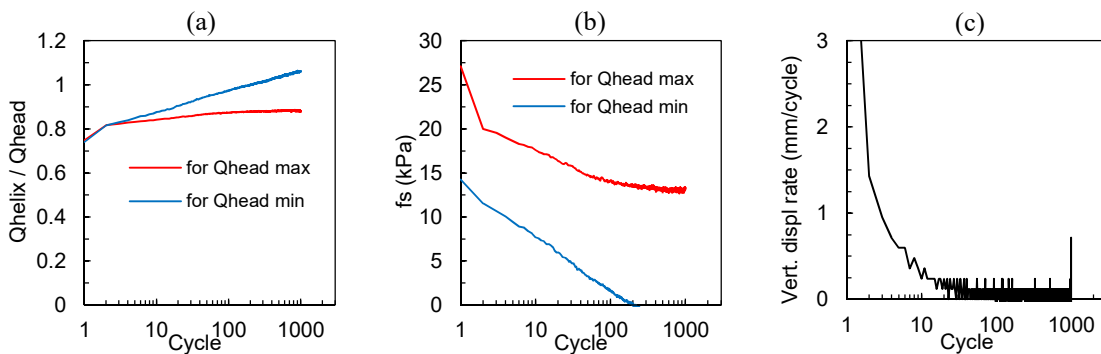 (a)
1.2
1
0.8
0.6
0.4
0.2
0
Qhelix / Qhead
for Qhead max
for Qhead min
1 10 100 1000
Cycle
(b)
30
25
20
15
10
5
0
fs (kPa)
for Qhead max
for Qhead min
1 10 100 1000
Cycle
(c)
3
2
1
0
Vert. displ rate (mm/cycle)
1 10 100 1000
Cycle